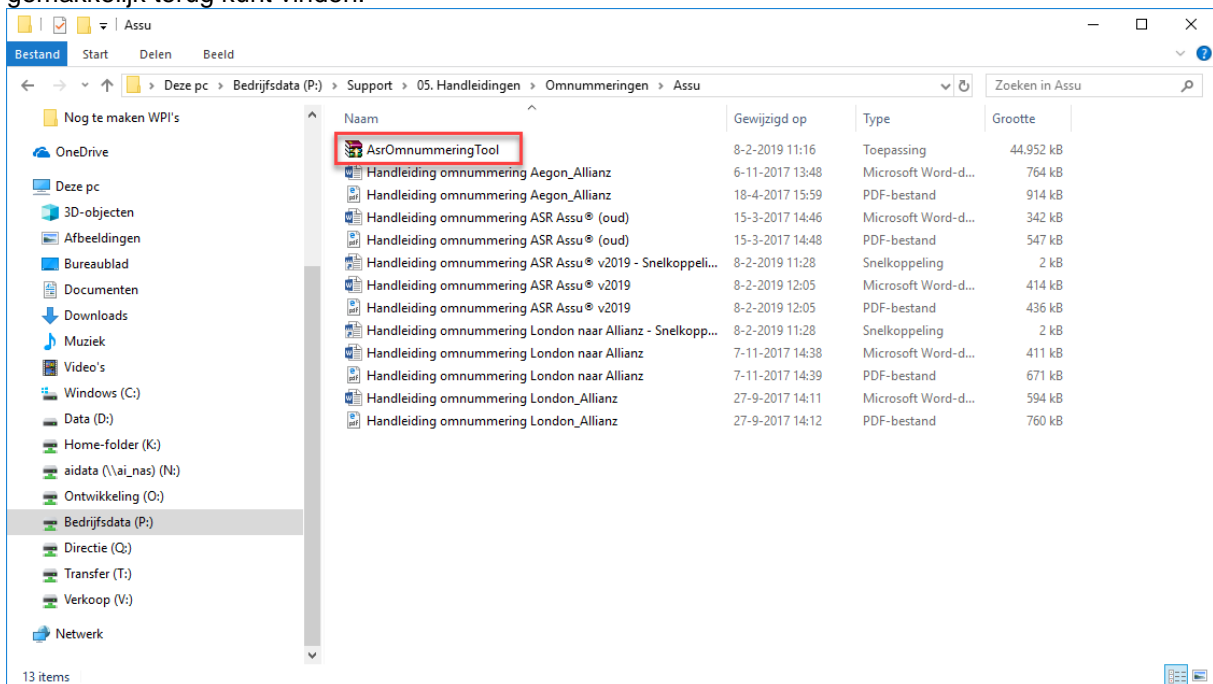 gemakkelijk terug kunt vinden.
Assu
Bestand Start Delen Beeld
Deze pc > Bedrijfsdata (P:) > Support > 05. Handleidingen > Omnummeringen > Assu
Zoeken in Assu
Nog te maken WPI's
OneDrive
Deze pc
3D-objecten
Afbeeldingen
Bureaublad
Documenten
Downloads
Muziek
Video's
Windows (C:)
Data (D:)
Home-folder (K:)
aidata (\\ai_nas) (N:)
Ontwikkeling (O:)
Bedrijfsdata (P:)
Directie (Q:)
Transfer (T:)
Verkoop (V:)
Netwerk
Naam Gewijzigd op Type Grootte
AsrOmnummeringTool 8-2-2019 11:16 Toepassing 44.952 kB
Handleiding omnummering Aegon_Allianz 6-11-2017 13:48 Microsoft Word-d... 764 kB
Handleiding omnummering Aegon_Allianz 18-4-2017 15:59 PDF-bestand 914 kB
Handleiding omnummering ASR Assu® (oud) 15-3-2017 14:46 Microsoft Word-d... 342 kB
Handleiding omnummering ASR Assu® (oud) 15-3-2017 14:48 PDF-bestand 547 kB
Handleiding omnummering ASR Assu® v2019 - Snelkoppeli... 8-2-2019 11:28 Snelkoppeling 2 kB
Handleiding omnummering ASR Assu® v2019 8-2-2019 12:05 Microsoft Word-d... 414 kB
Handleiding omnummering ASR Assu® v2019 8-2-2019 12:05 PDF-bestand 436 kB
Handleiding omnummering London naar Allianz - Snelkopp... 8-2-2019 11:28 Snelkoppeling 2 kB
Handleiding omnummering London naar Allianz 7-11-2017 14:38 Microsoft Word-d... 411 kB
Handleiding omnummering London naar Allianz 7-11-2017 14:39 PDF-bestand 671 kB
Handleiding omnummering London_Allianz 27-9-2017 14:11 Microsoft Word-d... 594 kB
Handleiding omnummering London_Allianz 27-9-2017 14:12 PDF-bestand 760 kB
13 items